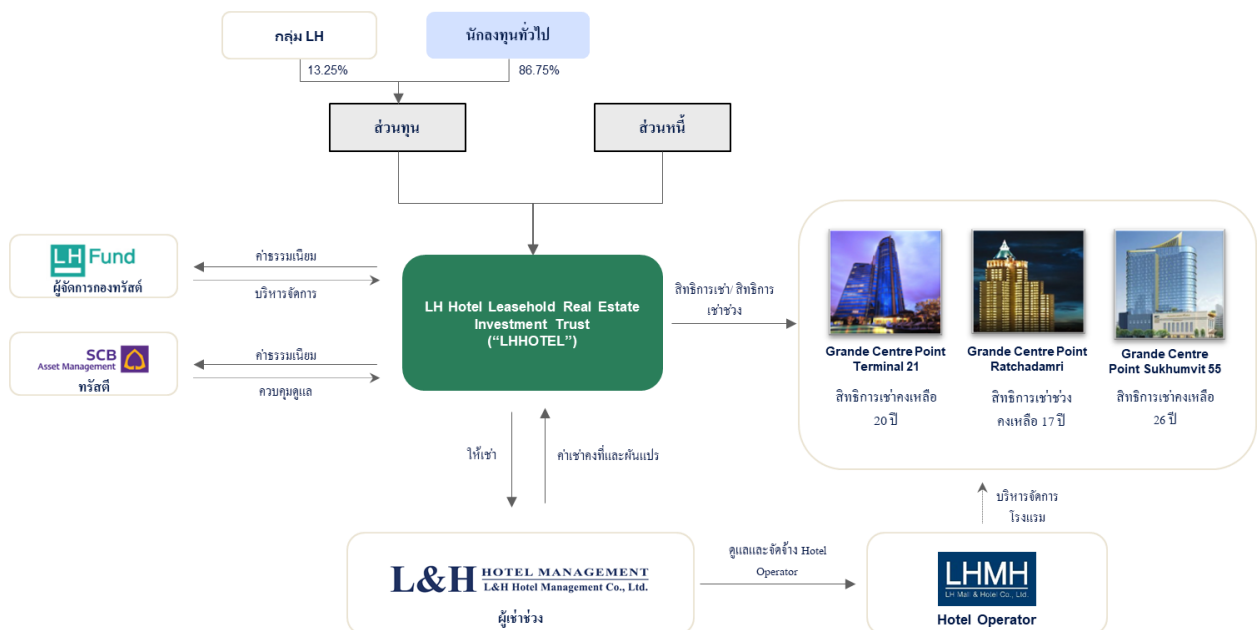 กลุ่ม LH
นักลงทุนทั่วไป
13.25%
86.75%
ส่วนทุน
ส่วนหนี้
LH Fund
ผู้จัดการกองทรัสต์
ค่าธรรมเนียม
บริหารจัดการ
SCB
Asset Management
ทรัสตี
ค่าธรรมเนียม
ควบคุมดูแล
LH Hotel Leasehold Real Estate
Investment Trust
(“LHHOTEL”)
สิทธิการเช่า/ สิทธิการ
เช่าช่วง
Grande Centre Point
Terminal 21
สิทธิการเช่าคงเหลือ
20 ปี
Grande Centre Point
Ratchadamri
สิทธิการเช่าช่วง
คงเหลือ 17 ปี
Grande Centre
Point Sukhumvit 55
สิทธิการเช่าคงเหลือ
26 ปี
ให้เช่า
ค่าเช่าคงที่และผันแปร
บริหารจัดการ
โรงแรม
L&H HOTEL MANAGEMENT
L&H Hotel Management Co., Ltd.
ผู้เช่าช่วง
ดูแลและจัดจ้าง Hotel
Operator
LHMH
LH Mall & Hotel Co., Ltd.
Hotel Operator